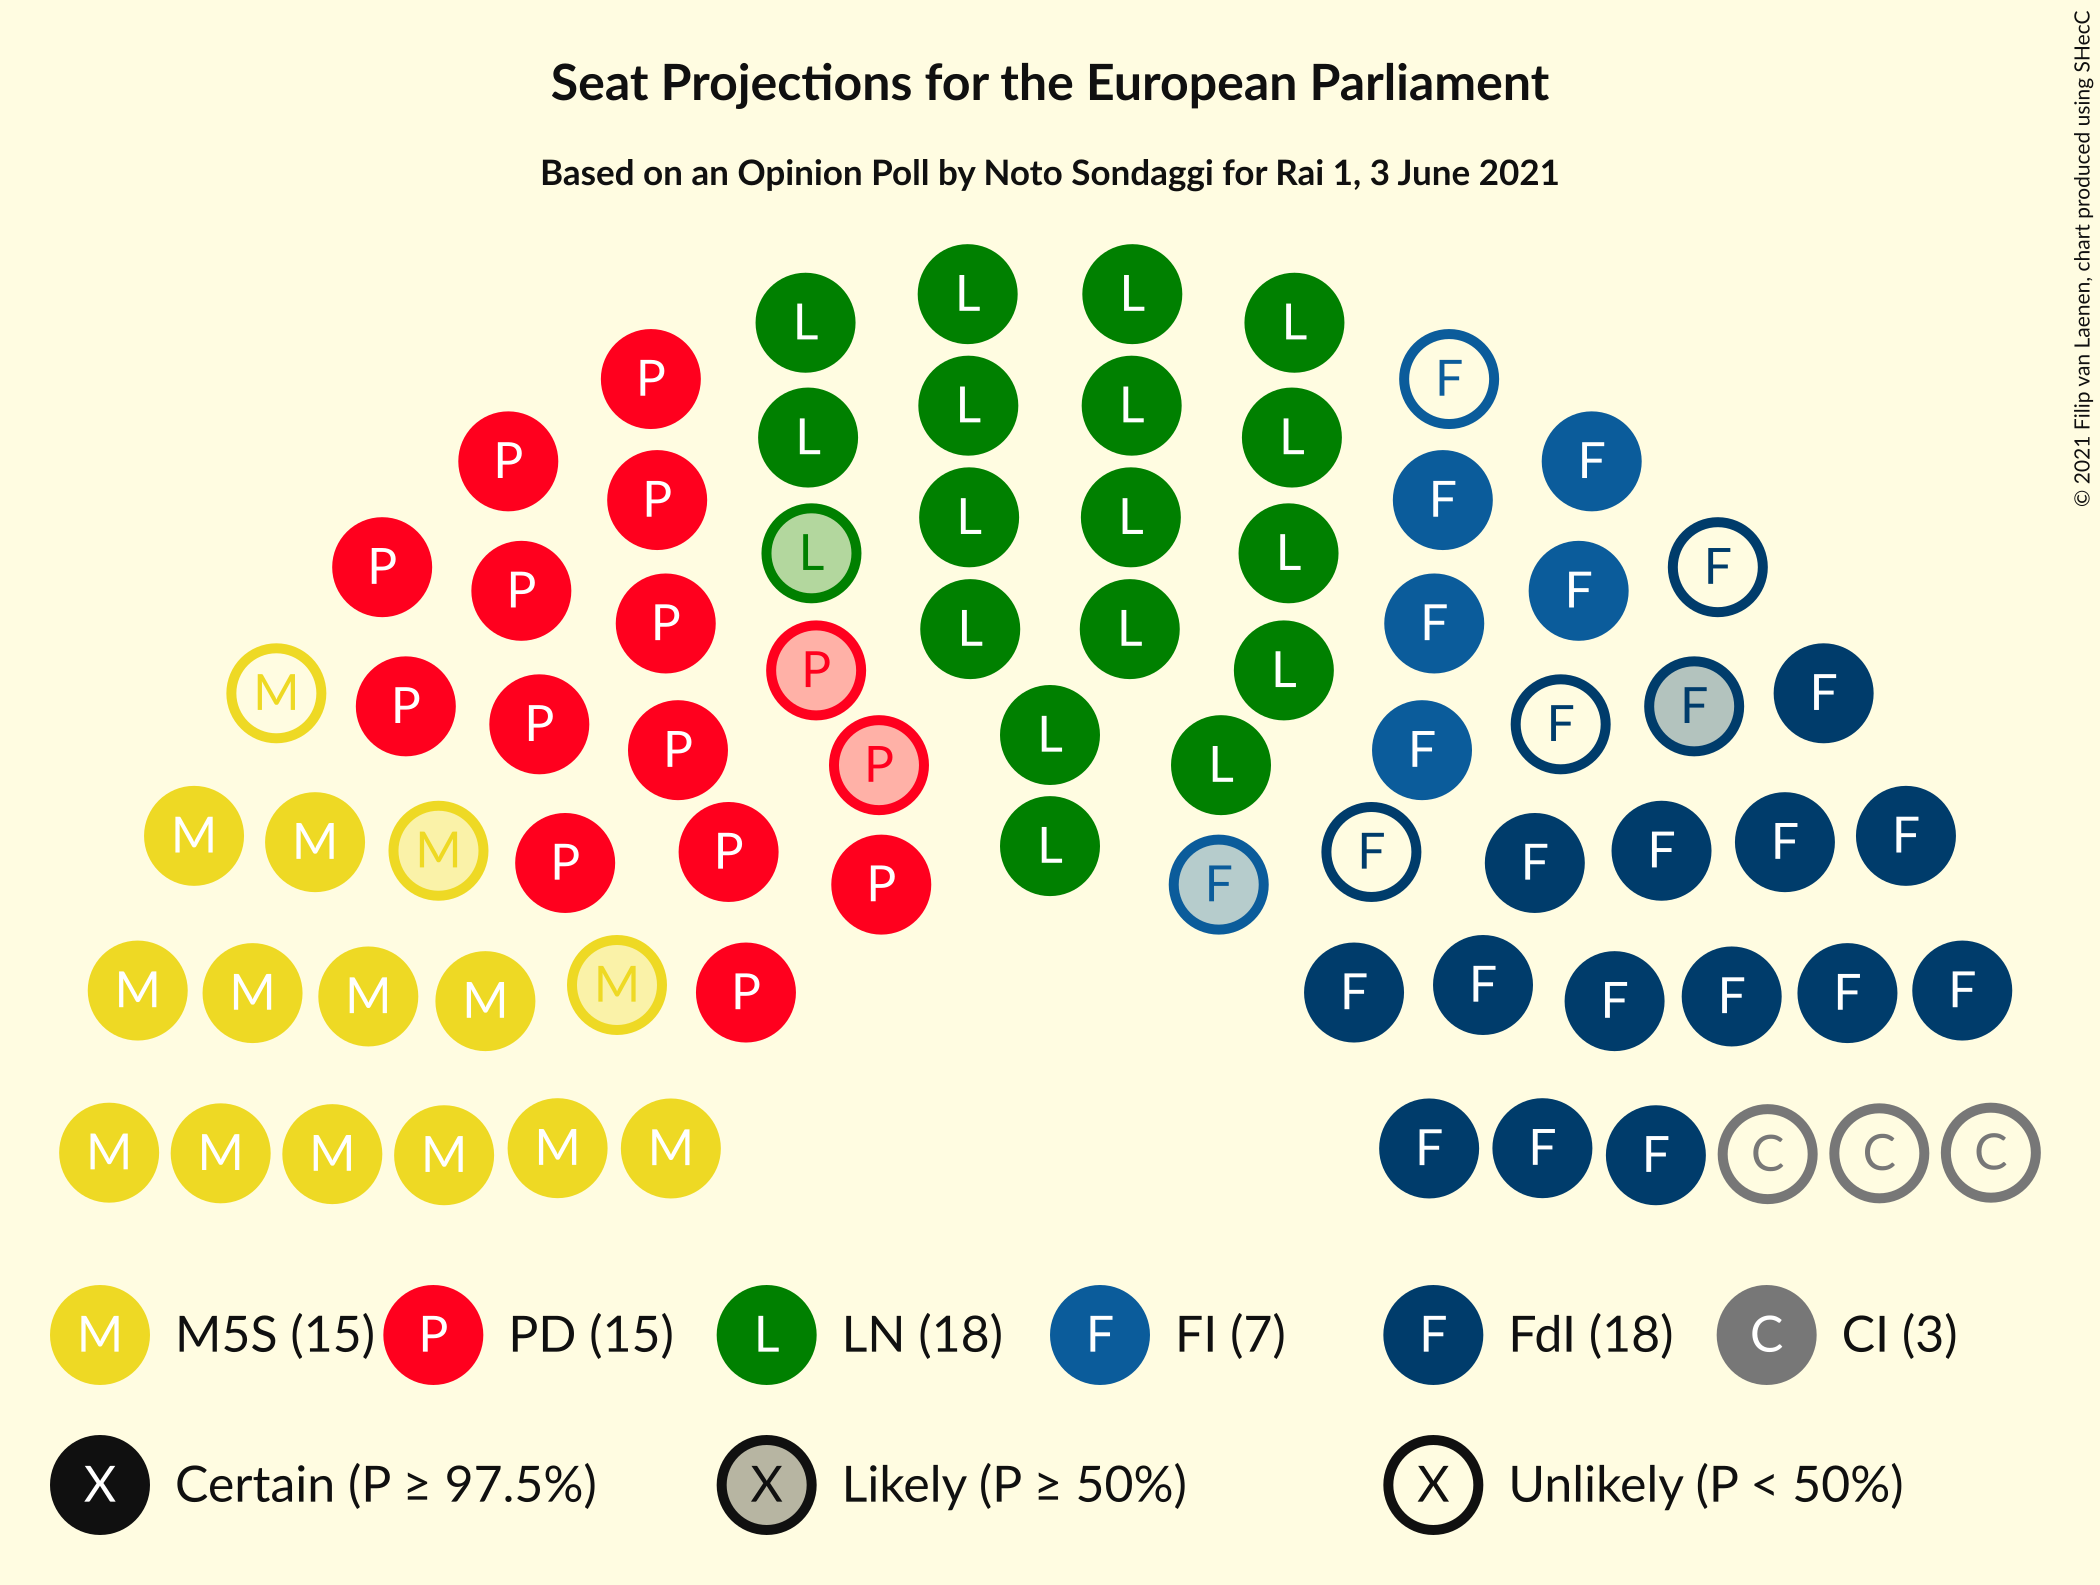 Seat Projections for the European Parliament
Based on an Opinion Poll by Noto Sondaggi for Rai 1, 3 June 2021
© 2021 Filip van Laenen, chart produced using SHecC
L L
L L
P F
L L
L L
P F
P F
L L
L L
P F
M P
P F
P F
L L
P F
P L
M F
P F
P F
P F
L
P L
M M M P P L F F F F F
P F
M M M M M P F F F F F F
M M M M M M F F F C C C
M M5S (15) P PD (15) L LN (18) F FI (7) F FdI (18) C CI (3)
X Certain (P ≥ 97.5%) X Likely (P ≥ 50%) X Unlikely (P < 50%)